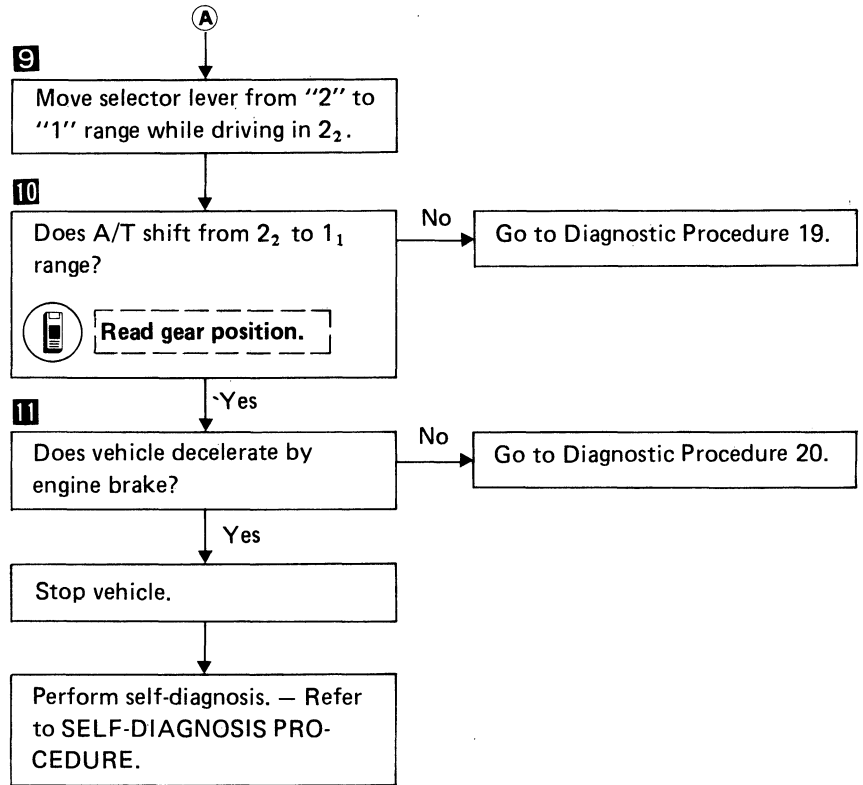 A
9
Move selector lever from "2" to
"1" range while driving in 2₂.
10
Does A/T shift from 2₂ to 1₁
range?
Read gear position.
No
Go to Diagnostic Procedure 19.
Yes
11
Does vehicle decelerate by
engine brake?
No
Go to Diagnostic Procedure 20.
Yes
Stop vehicle.
Perform self-diagnosis. — Refer
to SELF-DIAGNOSIS PRO-
CEDURE.